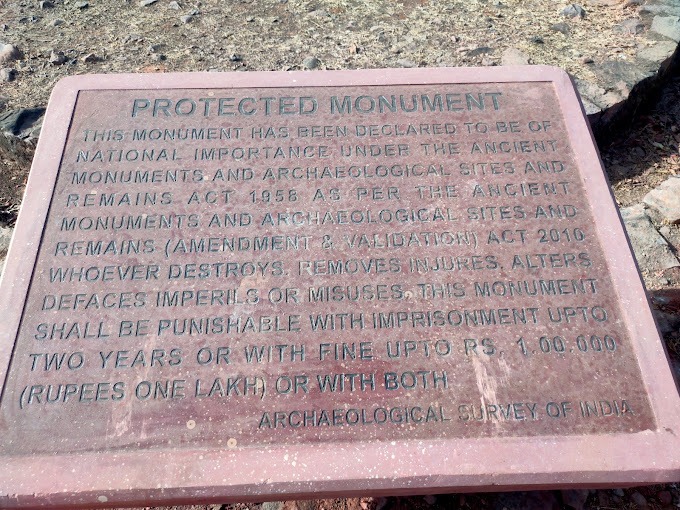 PROTECTED MONUMENT
THIS MONUMENT HAS BEEN DECLARED TO BE OF
NATIONAL IMPORTANCE UNDER THE ANCIENT
MONUMENTS AND ARCHAEOLOGICAL SITES AND
REMAINS ACT 1958 AS PER THE ANCIENT
MONUMENTS AND ARCHAEOLOGICAL SITES AND
REMAINS (AMENDMENT & VALIDATION) ACT 2010
WHOEVER DESTROYS, REMOVES INJURES, ALTERS
DEFACES IMPERILS OR MISUSES, THIS MONUMENT
SHALL BE PUNISHABLE WITH IMPRISONMENT UPTO
TWO YEARS OR WITH FINE UPTO RS, 1.00.000
(RUPEES ONE LAKH) OR WITH BOTH
ARCHAEOLOGICAL SURVEY OF INDIA